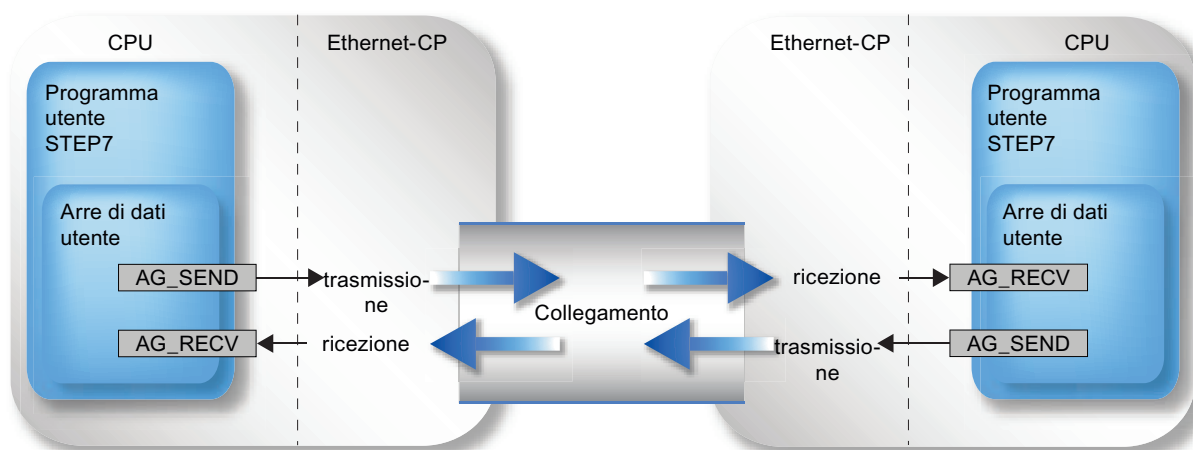 CPU
Ethernet-CP
Programma
utente
STEP7
Arre di dati
utente
AG_SEND
trasmissio-
ne
AG_RECV
ricezione
Collegamento
Ethernet-CP
CPU
Programma
utente
STEP7
Arre di dati
utente
ricezione
AG_RECV
trasmissio-
ne
AG_SEND